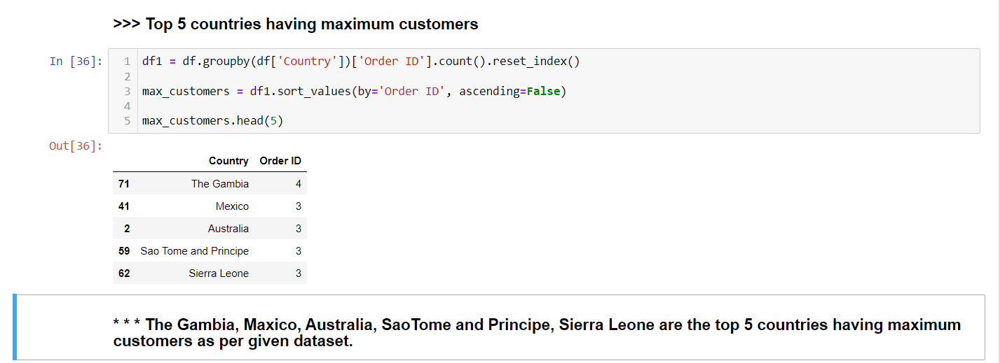 >>> Top 5 countries having maximum customers
In [36]:
1 df1 = df.groupby(df['Country'])['Order ID'].count().reset_index()
2
3 max_customers = df1.sort_values(by='Order ID', ascending=False)
4
5 max_customers.head(5)
Out[36]:
Country Order ID
71 The Gambia 4
41 Mexico 3
2 Australia 3
59 Sao Tome and Principe 3
62 Sierra Leone 3
* * * The Gambia, Maxico, Australia, SaoTome and Principe, Sierra Leone are the top 5 countries having maximum
customers as per given dataset.